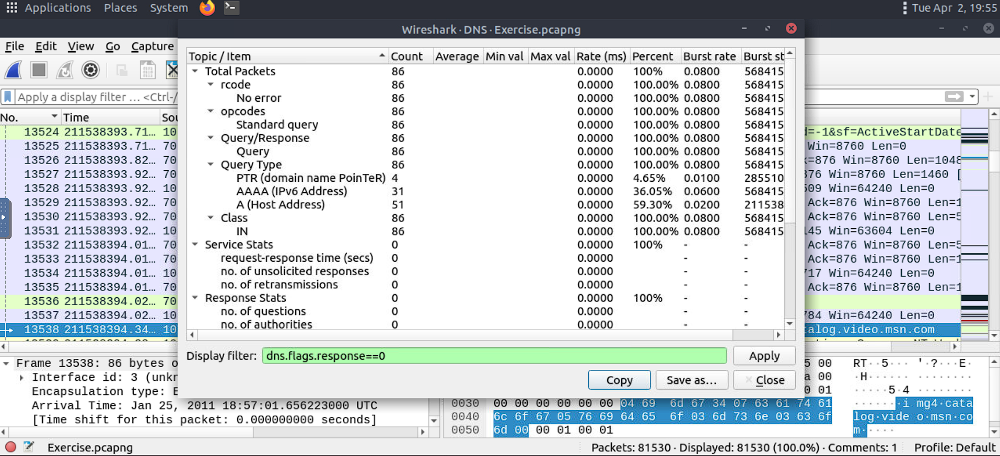 Applications Places System Tue Apr 2, 19:55
Wireshark · DNS · Exercise.pcapng
File Edit View Go Capture
Topic / Item Count Average Min val Max val Rate (ms) Percent Burst rate Burst st
Total Packets 86 0.0000 100% 0.0800 568415
rcode 86 0.0000 100.00% 0.0800 568415
No error 86 0.0000 100.00% 0.0800 568415
opcodes 86 0.0000 100.00% 0.0800 568415
Standard query 86 0.0000 100.00% 0.0800 568415
Query/Response 86 0.0000 100.00% 0.0800 568415
Query 86 0.0000 100.00% 0.0800 568415
Query Type 86 0.0000 100.00% 0.0800 568415
PTR (domain name PoinTeR) 4 0.0000 4.65% 0.0100 285510
AAAA (IPv6 Address) 31 0.0000 36.05% 0.0600 568415
A (Host Address) 51 0.0000 59.30% 0.0200 211538
Class 86 0.0000 100.00% 0.0800 568415
IN 86 0.0000 100.00% 0.0800 568415
Service Stats 0 0.0000 100% - -
request-response time (secs) 0 0.0000 - -
no. of unsolicited responses 0 0.0000 - -
no. of retransmissions 0 0.0000 - -
Response Stats 0 0.0000 100% - -
no. of questions 0 0.0000 - -
no. of authorities 0 0.0000 - -
Display filter: dns.flags.response==0 Apply
Copy Save as... Close
Apply a display filter ... <Ctrl-/
No. Time Sou
13524 211538393.71… 10 d=-1&sf=ActiveStartDate
13525 211538393.71… 70 Win=8760 Len=0
13526 211538393.82… 70 k=876 Win=8760 Len=1048
13527 211538393.92… 70 876 Win=8760 Len=1460 [
13528 211538393.92… 10 509 Win=64240 Len=0
13529 211538393.92… 70 Ack=876 Win=8760 Len=1
13530 211538393.92… 70 Ack=876 Win=8760 Len=5
13531 211538393.92… 10 145 Win=63604 Len=0
13532 211538394.01… 70 Ack=876 Win=8760 Len=5
13533 211538394.01… 70 Ack=876 Win=8760 Len=1
13534 211538394.01… 10 717 Win=64240 Len=0
13535 211538394.01… 70 Ack=876 Win=8760 Len=1
13536 211538394.02… 70
13537 211538394.02… 10 784 Win=64240 Len=0
13538 211538394.34… 10 talog.video.msn.com
Frame 13538: 86 bytes o
Interface id: 3 (unkn
Encapsulation type: E
Arrival Time: Jan 25, 2011 18:57:01.656223000 UTC
[Time shift for this packet: 0.000000000 seconds]
5 00 RT··5··· '·?···E·
a 00 ·H······ ········
0 01 ·····5·4 ········
0030 00 00 00 00 00 00 04 69 6d 67 34 07 63 61 74 61 ·······i mg4·cata
0040 6c 6f 67 05 76 69 64 65 6f 03 6d 73 6e 03 63 6f log·vide o·msn·co
0050 6d 00 00 01 00 01 m·····
Exercise.pcapng Packets: 81530 · Displayed: 81530 (100.0%) · Comments: 1 Profile: Default